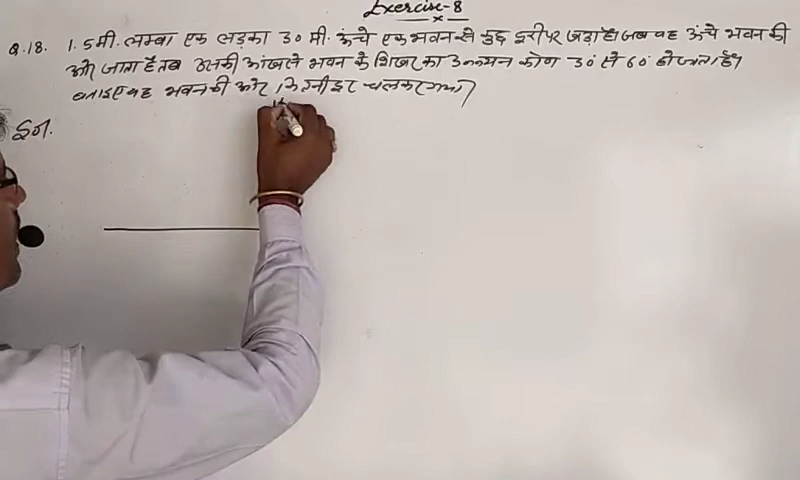 Exercise-8
x
Q.18. 1.5मी. लम्बा एक लड़का 30 मी. ऊंचे एक भवन से कुछ दूरी पर खड़ा है। जब वह ऊंचे भवन की
ओर जाता है तब उसकी आंख से भवन के शिखर का उन्नयन कोण 30° से 60° हो जाता है।
बताइए वह भवन की ओर कितनी दूर चलकर गया।
हल.